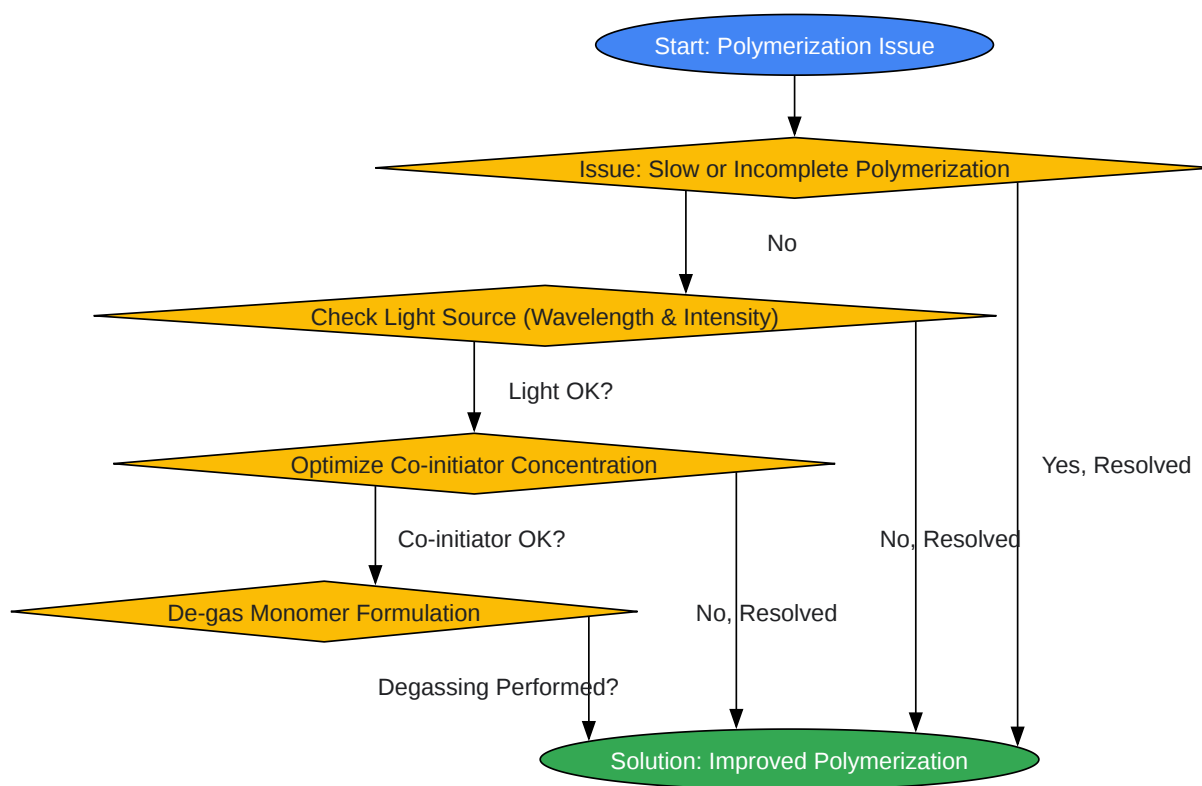 Start: Polymerization Issue
Issue: Slow or Incomplete Polymerization
No
Check Light Source (Wavelength & Intensity)
Light OK?
Optimize Co-initiator Concentration
Yes, Resolved
Co-initiator OK?
No, Resolved
De-gas Monomer Formulation
No, Resolved
Degassing Performed?
Solution: Improved Polymerization